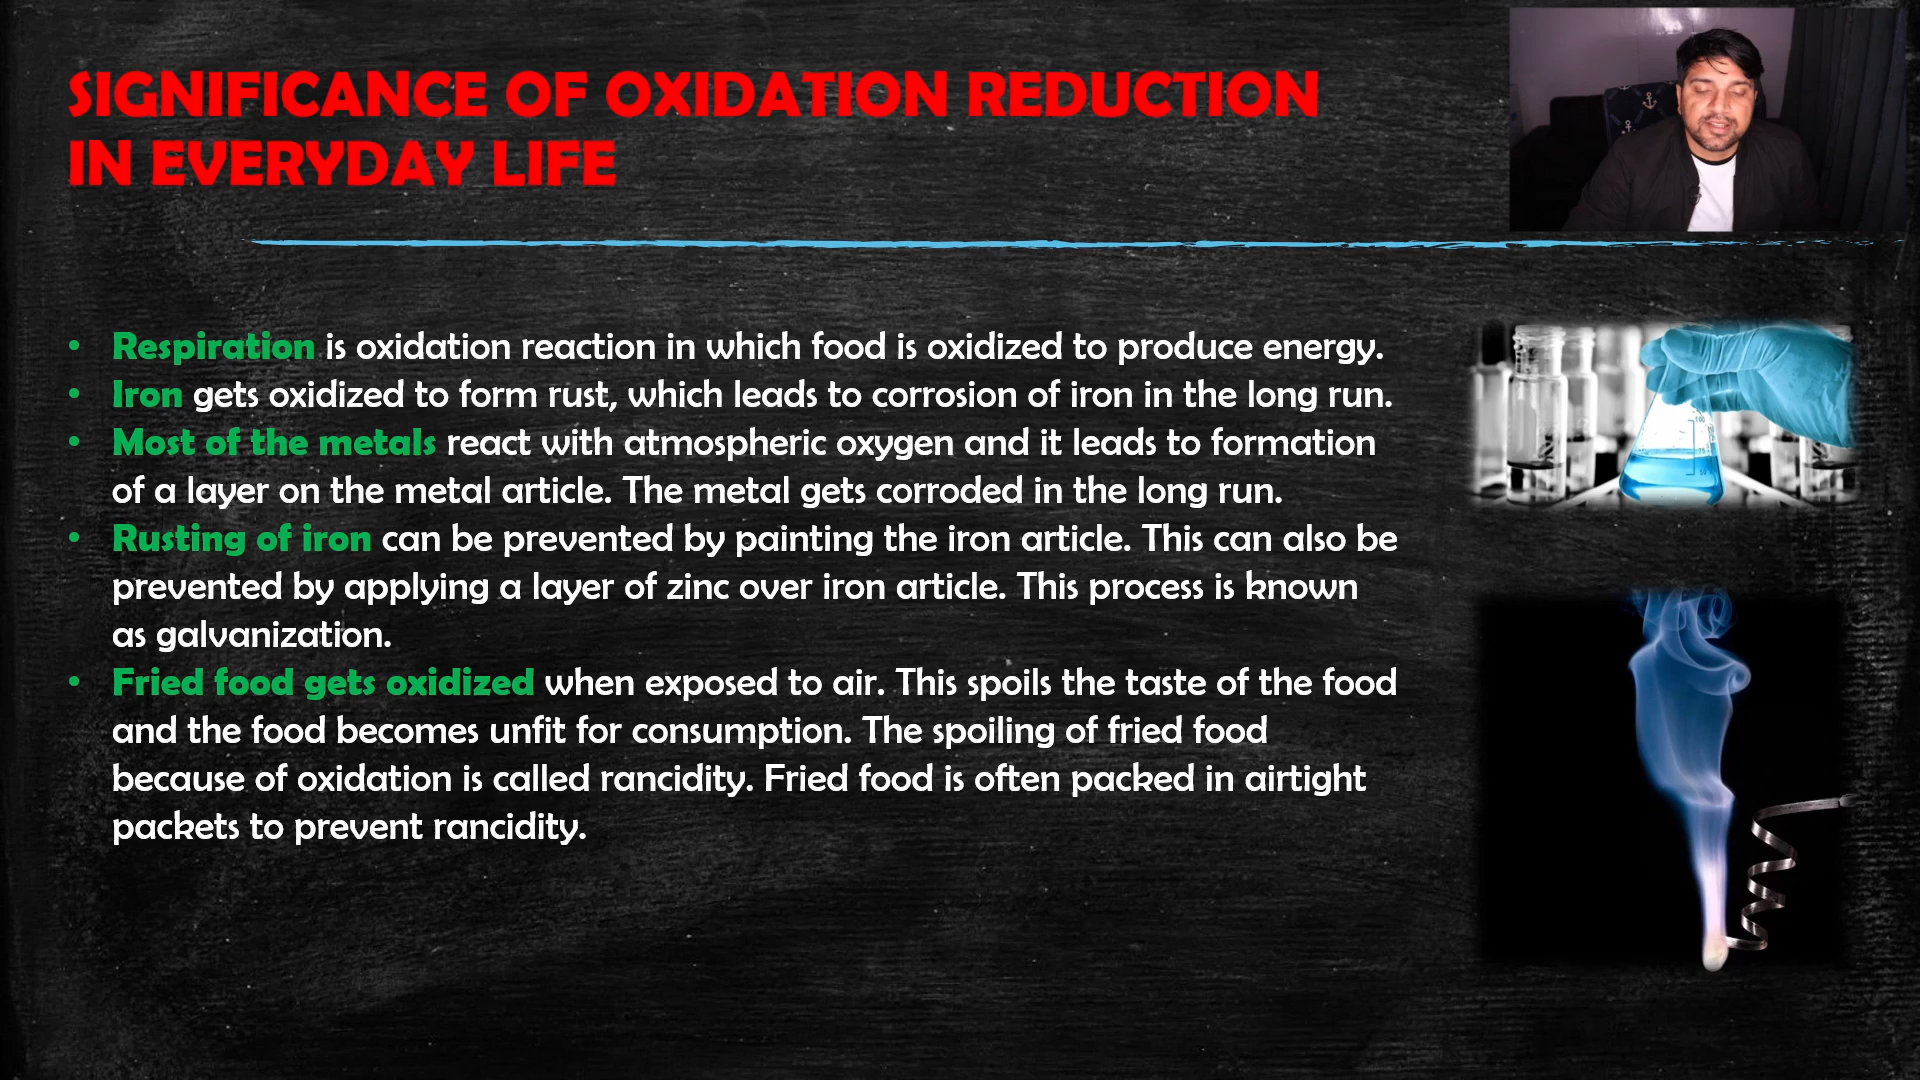 SIGNIFICANCE OF OXIDATION REDUCTION
IN EVERYDAY LIFE
• Respiration is oxidation reaction in which food is oxidized to produce energy.
• Iron gets oxidized to form rust, which leads to corrosion of iron in the long run.
• Most of the metals react with atmospheric oxygen and it leads to formation
of a layer on the metal article. The metal gets corroded in the long run.
• Rusting of iron can be prevented by painting the iron article. This can also be
prevented by applying a layer of zinc over iron article. This process is known
as galvanization.
• Fried food gets oxidized when exposed to air. This spoils the taste of the food
and the food becomes unfit for consumption. The spoiling of fried food
because of oxidation is called rancidity. Fried food is often packed in airtight
packets to prevent rancidity.